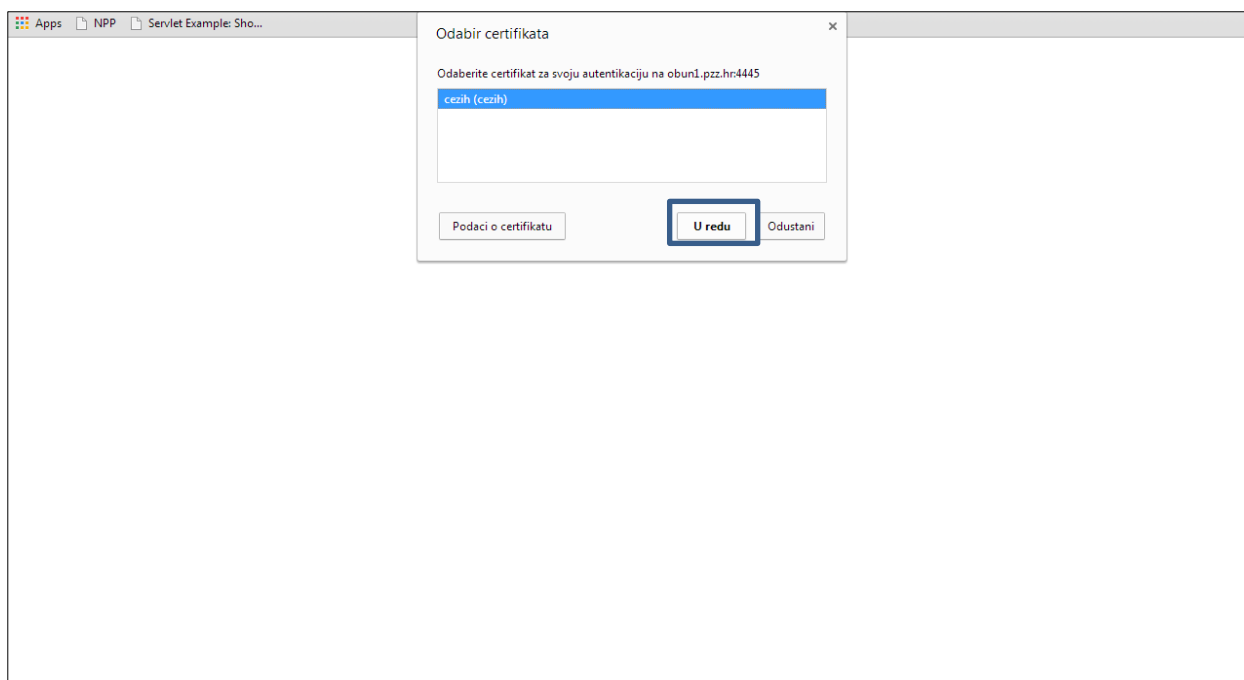 Apps NPP Servlet Example: Sho...
Odabir certifikata ×
Odaberite certifikat za svoju autentikaciju na obun1.pzz.hr:4445
cezih (cezih)
Podaci o certifikatu U redu Odustani